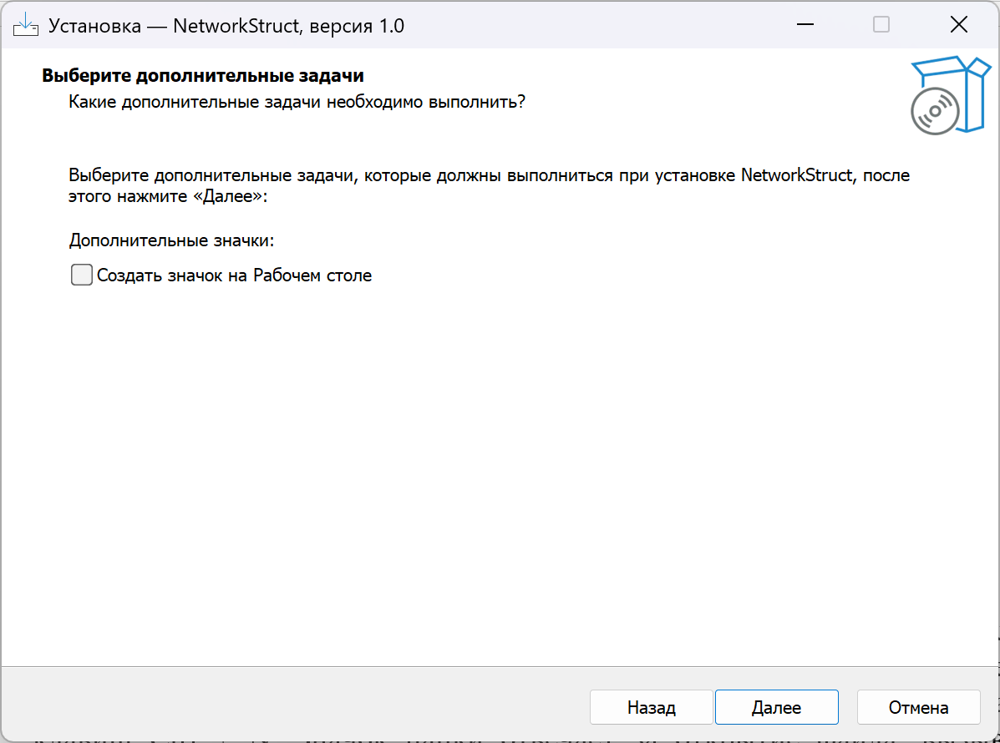 Установка — NetworkStruct, версия 1.0
Выберите дополнительные задачи
Какие дополнительные задачи необходимо выполнить?
Выберите дополнительные задачи, которые должны выполниться при установке NetworkStruct, после
этого нажмите «Далее»:
Дополнительные значки:
Создать значок на Рабочем столе
Назад
Далее
Отмена